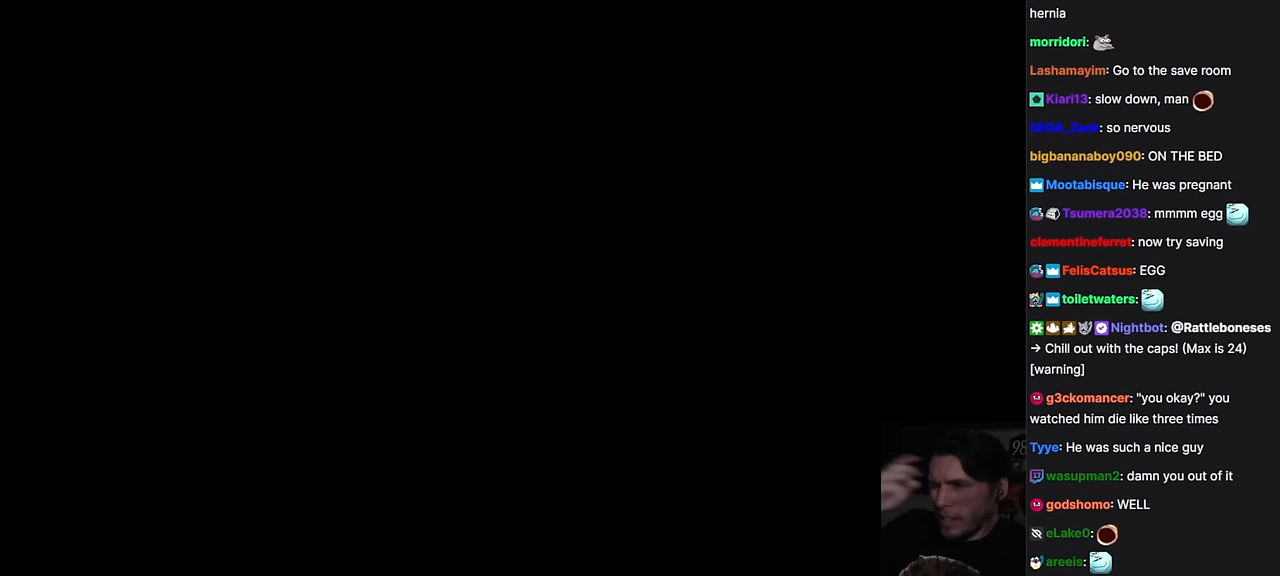 hernia
morridori:
Lashamayim: Go to the save room
Kiari13: slow down, man
SEGA_Zack: so nervous
bigbananaboy090: ON THE BED
Mootabisque: He was pregnant
Tsumera2038: mmmm egg
clementineferret: now try saving
FelisCatsus: EGG
toiletwaters:
Nightbot: @Rattleboneses
→ Chill out with the caps! (Max is 24)
[warning]
g3ckomancer: "you okay?" you
watched him die like three times
Tyye: He was such a nice guy
wasupman2: damn you out of it
godshomo: WELL
eLake0:
areeis:
98